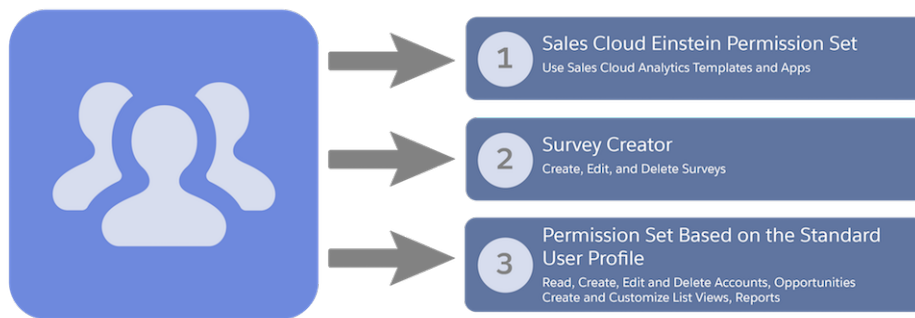 1
Sales Cloud Einstein Permission Set
Use Sales Cloud Analytics Templates and Apps
2
Survey Creator
Create, Edit, and Delete Surveys
3
Permission Set Based on the Standard
User Profile
Read, Create, Edit and Delete Accounts, Opportunities
Create and Customize List Views, Reports